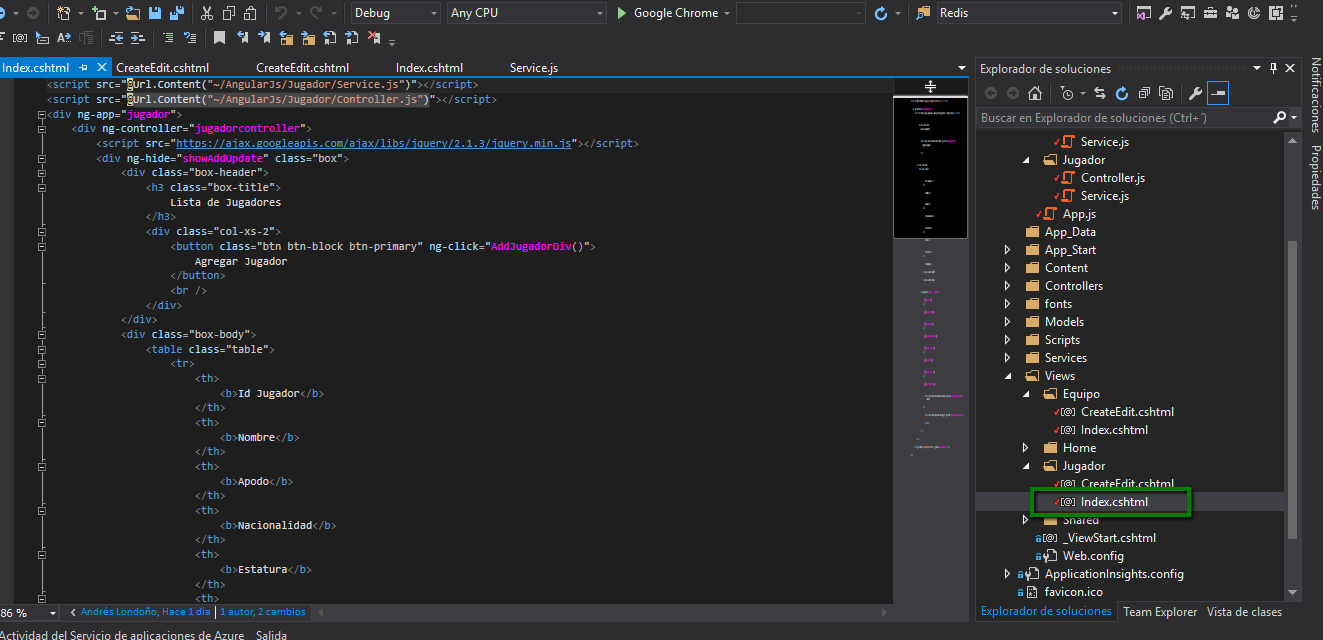 Debug
Any CPU
Google Chrome
Redis
Index.cshtml
CreateEdit.cshtml
CreateEdit.cshtml
Index.cshtml
Service.js
<script src="@Url.Content("~/AngularJs/Jugador/Service.js")"></script>
<script src="@Url.Content("~/AngularJs/Jugador/Controller.js")"></script>
<div ng-app="jugador">
<div ng-controller="jugadorcontroller">
<script src="https://ajax.googleapis.com/ajax/libs/jquery/2.1.3/jquery.min.js"></script>
<div ng-hide="showAddUpdate" class="box">
<div class="box-header">
<h3 class="box-title">
Lista de Jugadores
</h3>
<div class="col-xs-2">
<button class="btn btn-block btn-primary" ng-click="AddJugadorDiv()">
Agregar Jugador
</button>
<br />
</div>
</div>
<div class="box-body">
<table class="table">
<tr>
<th>
<b>Id Jugador</b>
</th>
<th>
<b>Nombre</b>
</th>
<th>
<b>Apodo</b>
</th>
<th>
<b>Nacionalidad</b>
</th>
<th>
<b>Estatura</b>
</th>
<th>
86 %
Andrés Londoño, Hace 1 día | 1 autor, 2 cambios
Actividad del Servicio de aplicaciones de Azure
Salida
Explorador de soluciones
Buscar en Explorador de soluciones (Ctrl+´)
Service.js
Jugador
Controller.js
Service.js
App.js
App_Data
App_Start
Content
Controllers
fonts
Models
Scripts
Services
Views
Equipo
CreateEdit.cshtml
Index.cshtml
Home
Jugador
CreateEdit.cshtml
Index.cshtml
Shared
_ViewStart.cshtml
Web.config
ApplicationInsights.config
favicon.ico
Explorador de soluciones
Team Explorer
Vista de clases
Notificaciones
Propiedades